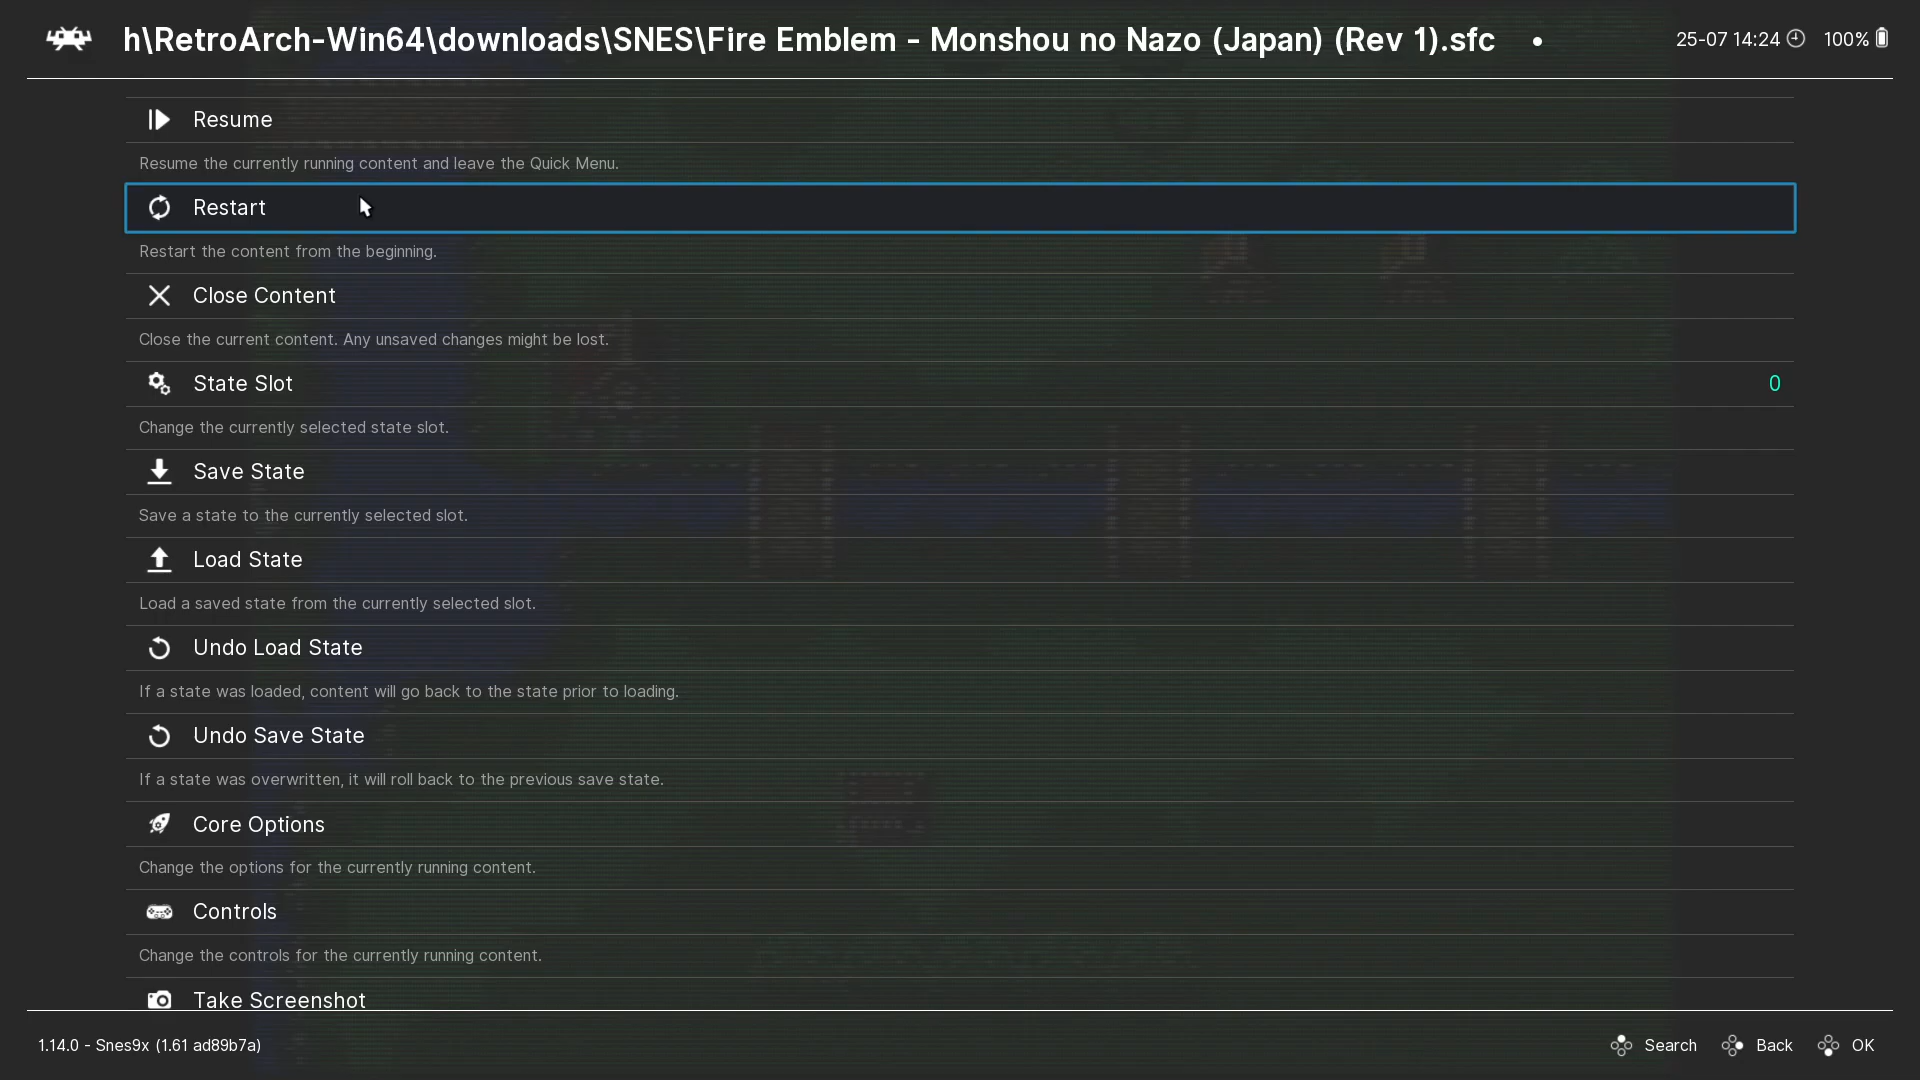 h\RetroArch-Win64\downloads\SNES\Fire Emblem - Monshou no Nazo (Japan) (Rev 1).sfc •
25-07 14:24 100%
Resume
Resume the currently running content and leave the Quick Menu.
Restart
Restart the content from the beginning.
Close Content
Close the current content. Any unsaved changes might be lost.
State Slot 0
Change the currently selected state slot.
Save State
Save a state to the currently selected slot.
Load State
Load a saved state from the currently selected slot.
Undo Load State
If a state was loaded, content will go back to the state prior to loading.
Undo Save State
If a state was overwritten, it will roll back to the previous save state.
Core Options
Change the options for the currently running content.
Controls
Change the controls for the currently running content.
Take Screenshot
1.14.0 - Snes9x (1.61 ad89b7a)
Search Back OK